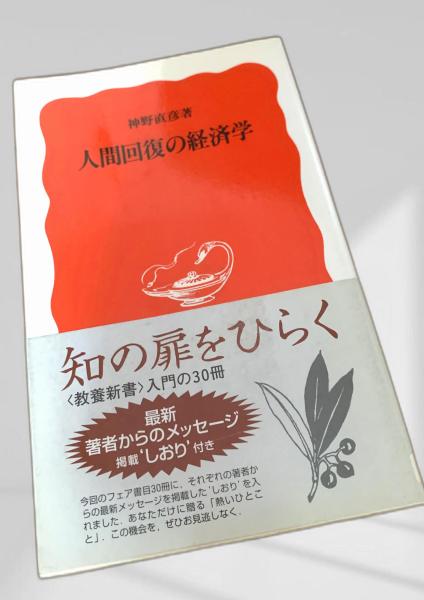 神野直彦著
人間回復の経済学
知の扉をひらく
〈教養新書〉入門の30冊
最新
著者からのメッセージ
掲載‘しおり’付き
今回のフェア書目30冊に、それぞれの著者か
らの最新メッセージを掲載した‘しおり’を入
れました．あなただけに贈る「熱いひとこ
と」．この機会を，ぜひお見逃しなく．